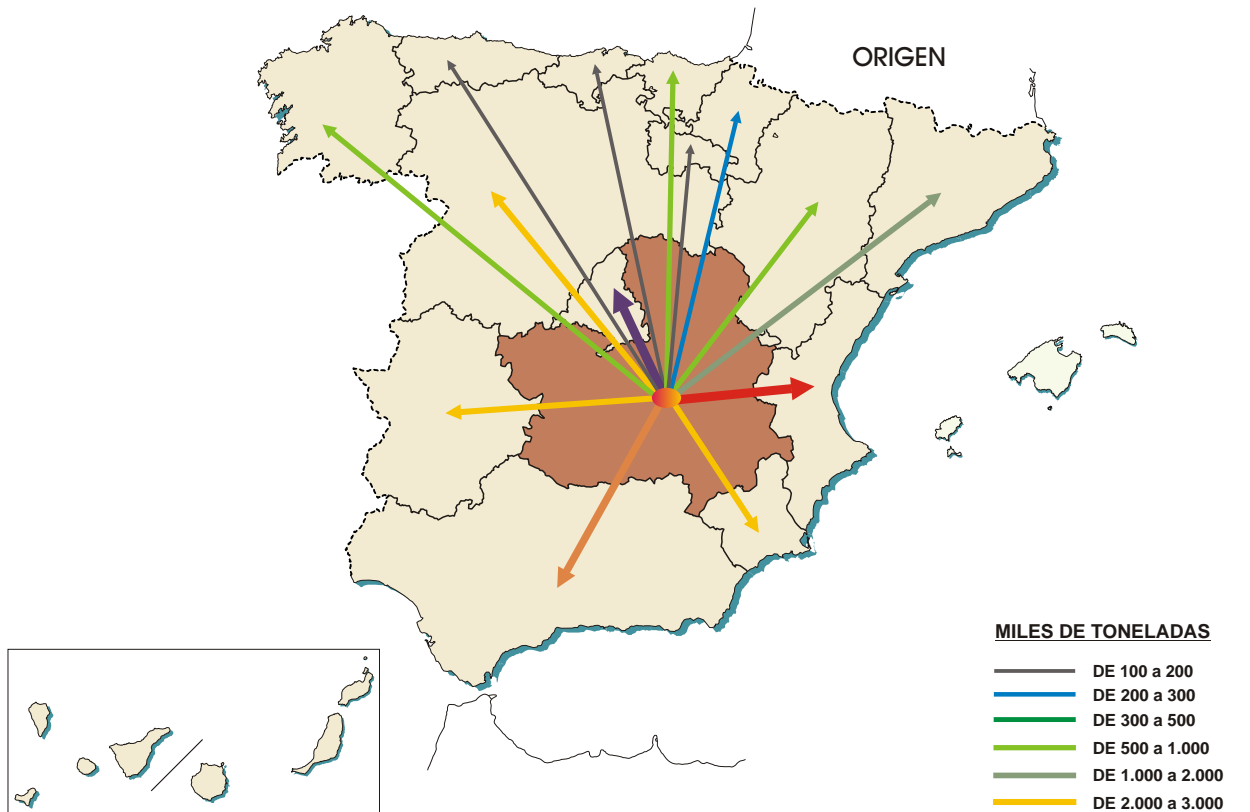 ORIGEN
MILES DE TONELADAS
DE 100 a 200
DE 200 a 300
DE 300 a 500
DE 500 a 1.000
DE 1.000 a 2.000
DE 2.000 a 3.000